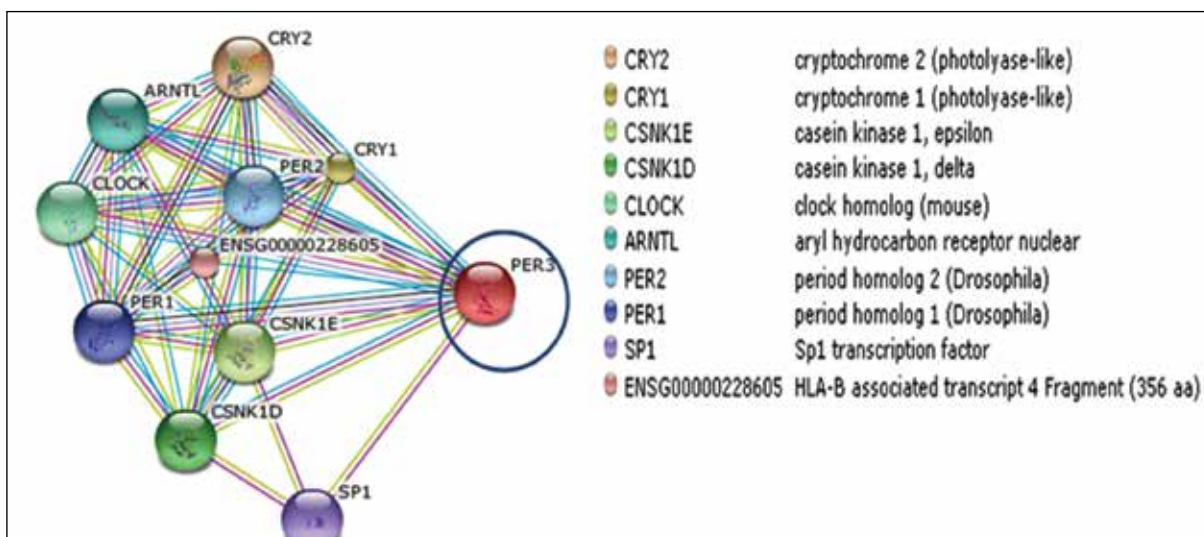 CRY2
ARNTL
CRY1
PER2
CLOCK
ENSG00000228605
PER3
PER1
CSNK1E
CSNK1D
SP1
CRY2 cryptochrome 2 (photolyase-like)
CRY1 cryptochrome 1 (photolyase-like)
CSNK1E casein kinase 1, epsilon
CSNK1D casein kinase 1, delta
CLOCK clock homolog (mouse)
ARNTL aryl hydrocarbon receptor nuclear
PER2 period homolog 2 (Drosophila)
PER1 period homolog 1 (Drosophila)
SP1 Sp1 transcription factor
ENSG00000228605 HLA-B associated transcript 4 Fragment (356 aa)